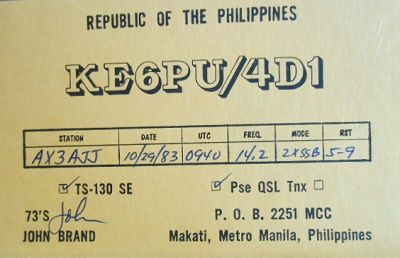 REPUBLIC OF THE PHILIPPINES
KE6PU/4D1
STATION DATE UTC FREQ. MODE RST
AX3AJJ 10/29/83 0940 14.2 2XSSB 5-9
TS-130 SE Pse QSL Tnx
73'S John P. O. B. 2251 MCC
JOHN BRAND Makati, Metro Manila, Philippines